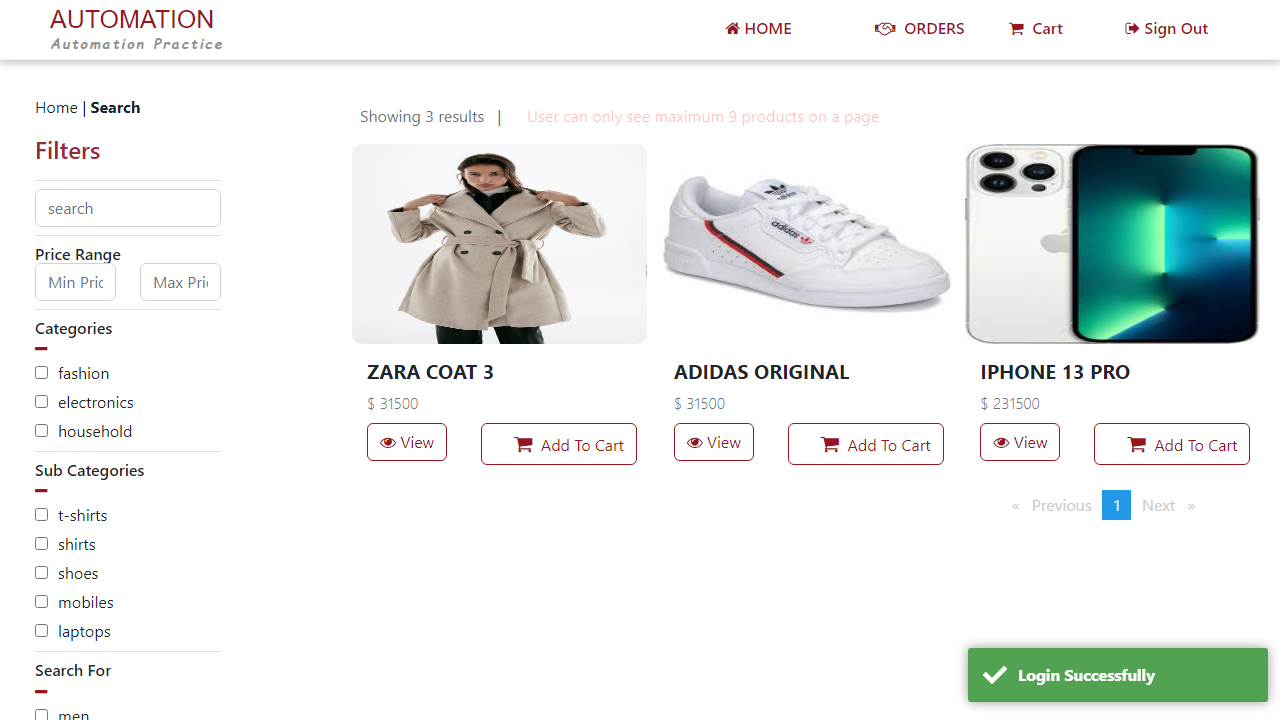 AUTOMATION
Automation Practice
HOME
ORDERS
Cart
Sign Out
Home | Search
Filters
search
Price Range
Min Pric
Max Pric
Categories
fashion
electronics
household
Sub Categories
t-shirts
shirts
shoes
mobiles
laptops
Search For
men
Showing 3 results |
User can only see maximum 9 products on a page
adidas
ZARA COAT 3
$ 31500
View
Add To Cart
ADIDAS ORIGINAL
$ 31500
View
Add To Cart
IPHONE 13 PRO
$ 231500
View
Add To Cart
« Previous 1 Next »
Login Successfully